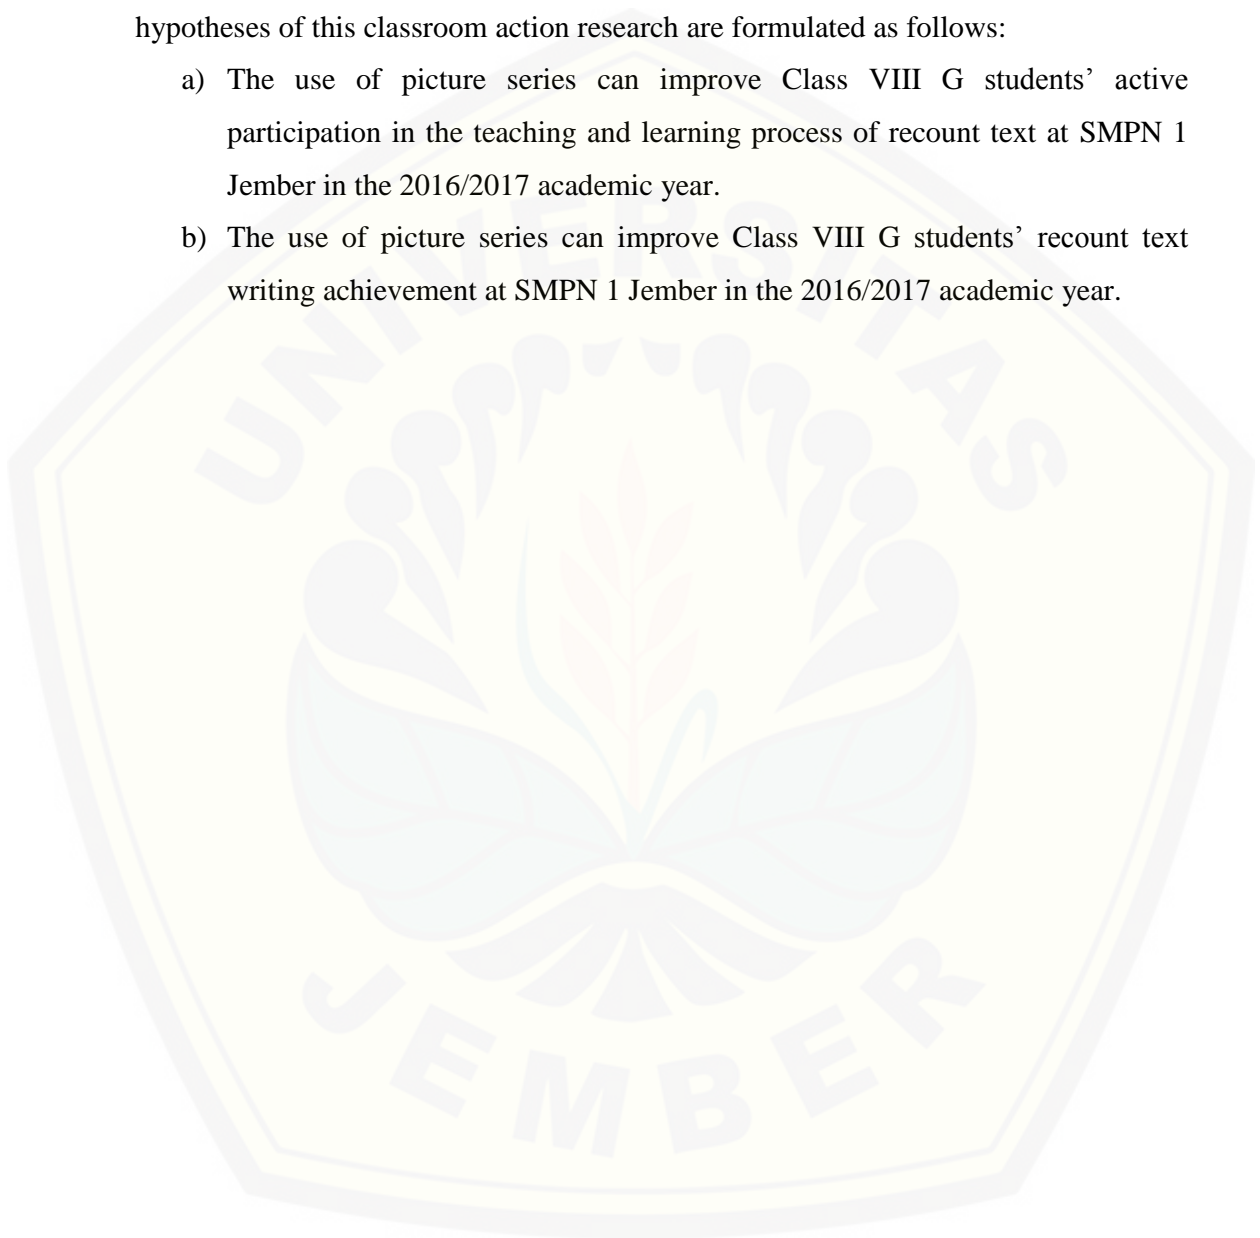 hypotheses of this classroom action research are formulated as follows:
a) The use of picture series can improve Class VIII G students’ active
participation in the teaching and learning process of recount text at SMPN 1
Jember in the 2016/2017 academic year.
b) The use of picture series can improve Class VIII G students’ recount text
writing achievement at SMPN 1 Jember in the 2016/2017 academic year.
UNIVERSITAS
JEMBER